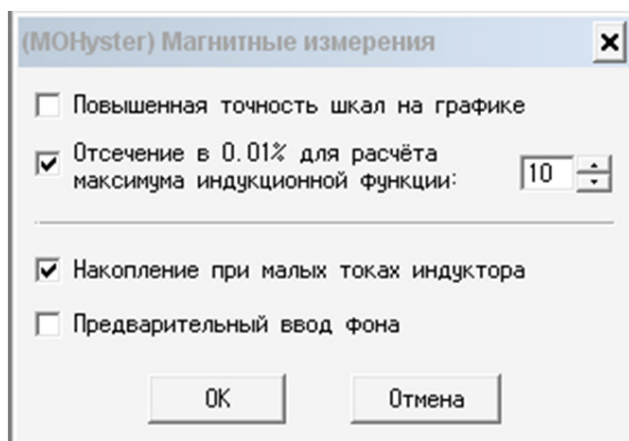 (MOHyster) Магнитные измерения
Повышенная точность шкал на графике
Отсечение в 0.01% для расчёта
максимума индукционной функции:
10
Накопление при малых токах индуктора
Предварительный ввод фона
OK
Отмена